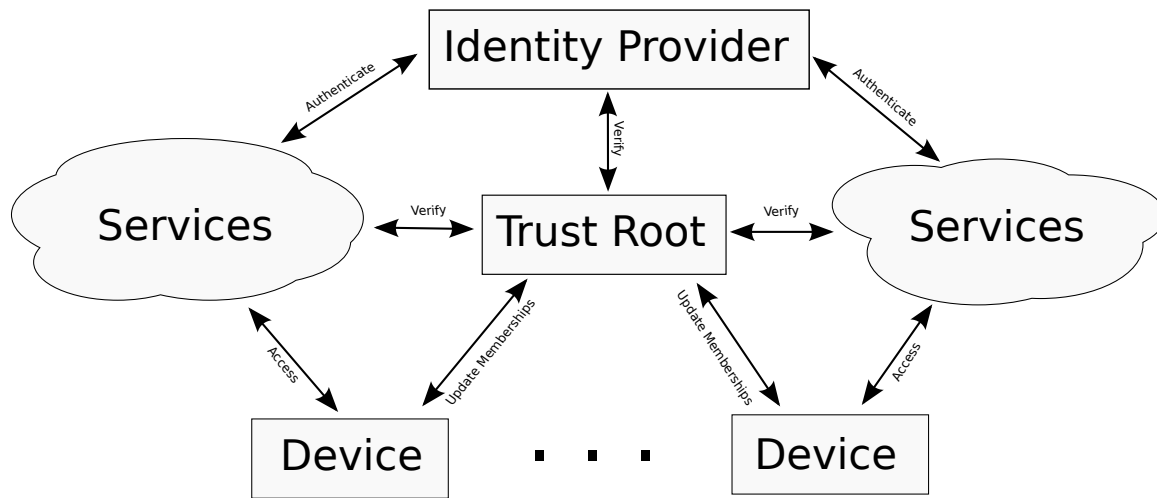 Identity Provider
Authenticate
Authenticate
Verify
Services
Verify
Trust Root
Verify
Services
Access
Update Memberships
Update Memberships
Access
Device
. . .
Device